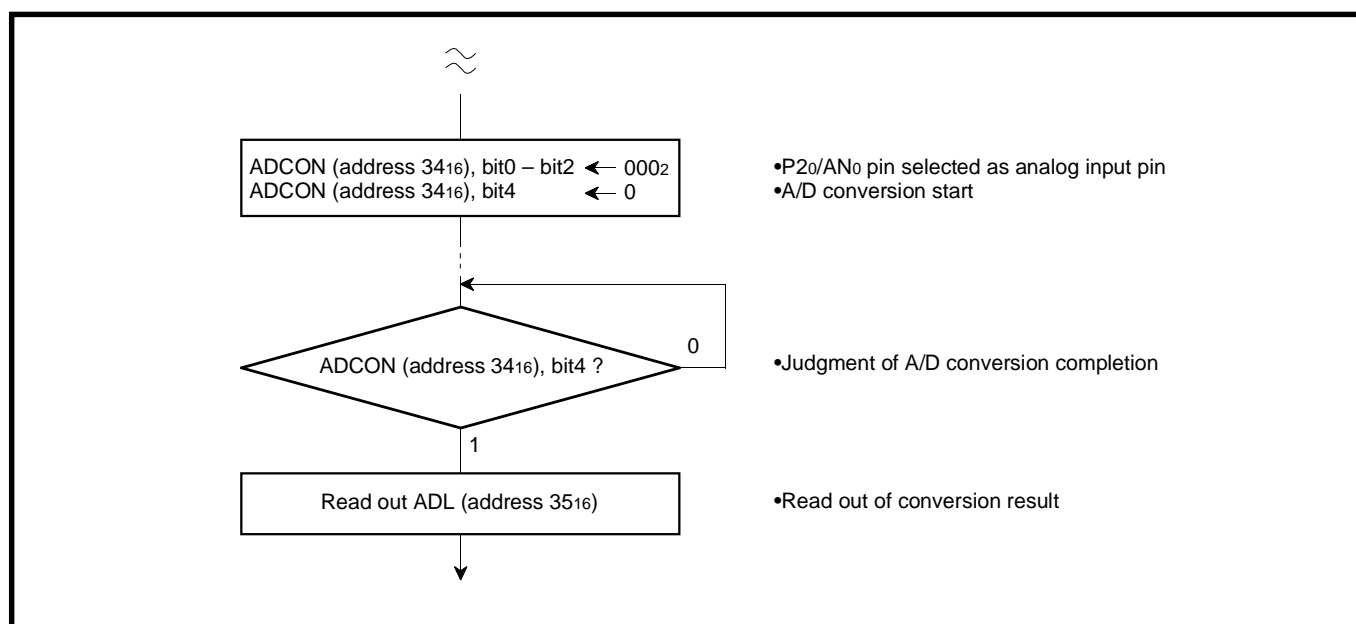 ADCON (address 34₁₆), bit0 – bit2 ← 000₂
•P2₀/AN₀ pin selected as analog input pin
ADCON (address 34₁₆), bit4 ← 0
•A/D conversion start
0
ADCON (address 34₁₆), bit4 ?
•Judgment of A/D conversion completion
1
Read out ADL (address 35₁₆)
•Read out of conversion result